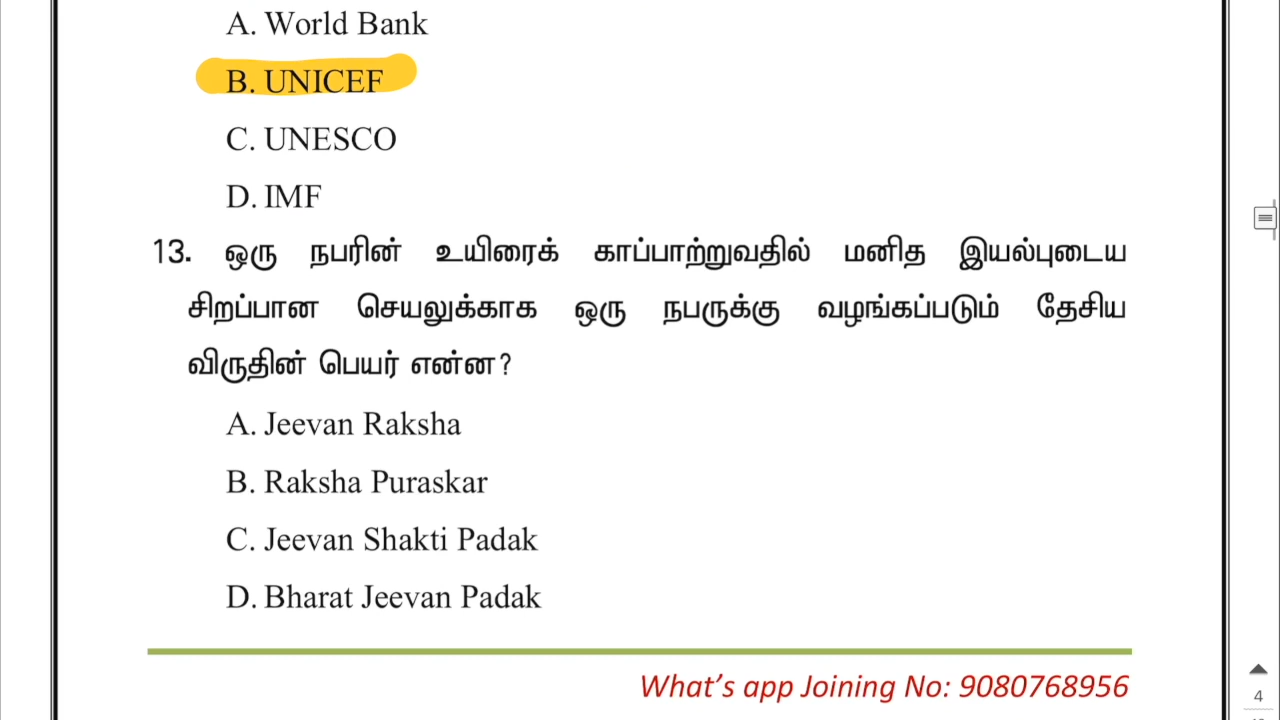 A. World Bank
B. UNICEF
C. UNESCO
D. IMF
13. ஒரு நபரின் உயிரைக் காப்பாற்றுவதில் மனித இயல்புடைய
சிறப்பான செயலுக்காக ஒரு நபருக்கு வழங்கப்படும் தேசிய
விருதின் பெயர் என்ன?
A. Jeevan Raksha
B. Raksha Puraskar
C. Jeevan Shakti Padak
D. Bharat Jeevan Padak
What's app Joining No: 9080768956
4